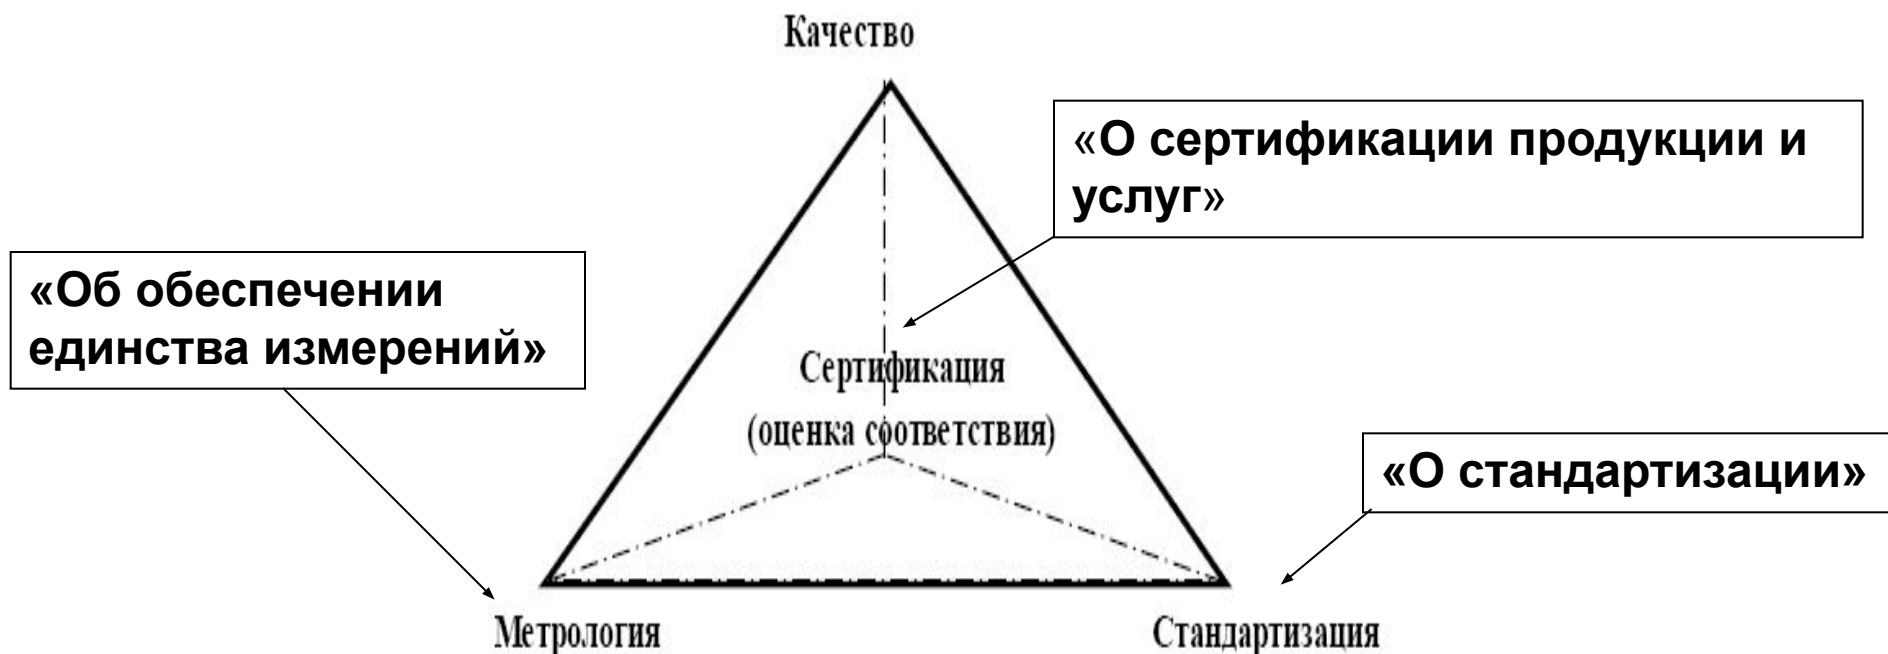 Качество
«О сертификации продукции и
услуг»
«Об обеспечении
единства измерений»
Сертификация
(оценка соответствия)
«О стандартизации»
Метрология
Стандартизация